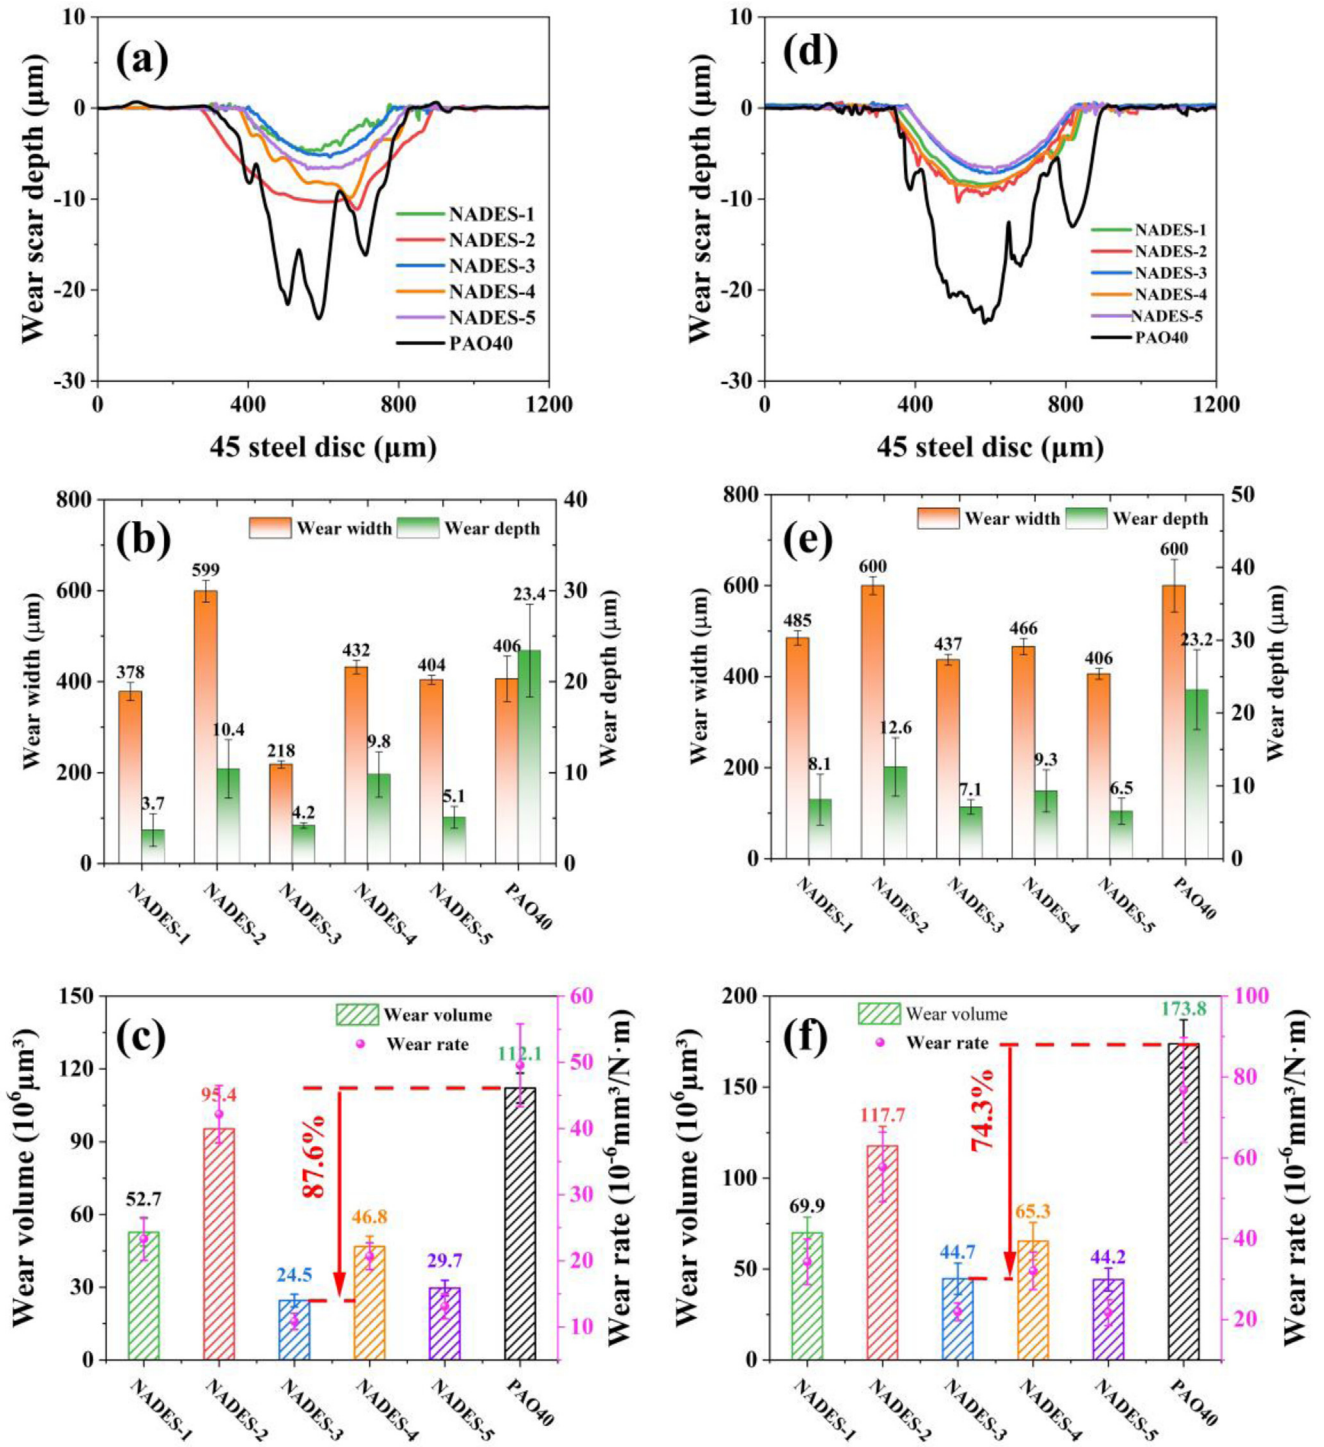 (a)
10
0
-10
-20
-30
Wear scar depth (μm)
NADES-1
NADES-2
NADES-3
NADES-4
NADES-5
PAO40
0 400 800 1200
45 steel disc (μm)
(d)
10
0
-10
-20
-30
Wear scar depth (μm)
NADES-1
NADES-2
NADES-3
NADES-4
NADES-5
PAO40
0 400 800 1200
45 steel disc (μm)
(b)
Wear width Wear depth
800
600
400
200
0
Wear width (μm)
40
30
20
10
0
Wear depth (μm)
378 3.7
599 10.4
218 4.2
432 9.8
404 5.1
406 23.4
NADES-1 NADES-2 NADES-3 NADES-4 NADES-5 PAO40
(e)
Wear width Wear depth
800
600
400
200
0
Wear width (μm)
50
40
30
20
10
0
Wear depth (μm)
485 8.1
600 12.6
437 7.1
466 9.3
406 6.5
600 23.2
NADES-1 NADES-2 NADES-3 NADES-4 NADES-5 PAO40
(c)
Wear volume
Wear rate
150
120
90
60
30
0
Wear volume (10⁶μm³)
60
50
40
30
20
10
Wear rate (10⁻⁶mm³/N·m)
52.7
95.4
24.5
87.6%
46.8
29.7
112.1
NADES-1 NADES-2 NADES-3 NADES-4 NADES-5 PAO40
(f)
Wear volume
Wear rate
200
150
100
50
0
Wear volume (10⁶μm³)
100
80
60
40
20
Wear rate (10⁻⁶mm³/N·m)
69.9
117.7
44.7
74.3%
65.3
44.2
173.8
NADES-1 NADES-2 NADES-3 NADES-4 NADES-5 PAO40